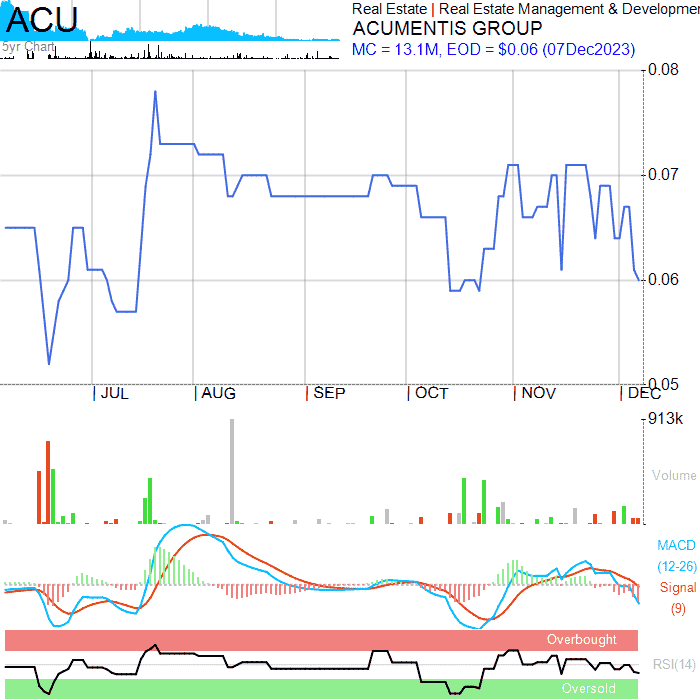 ACU
5yr Chart
Real Estate | Real Estate Management & Developmen
ACUMENTIS GROUP
MC = 13.1M, EOD = $0.06 (07Dec2023)
0.08
0.07
0.06
0.05
JUL AUG SEP OCT NOV DEC
913k
Volume
MACD
(12-26)
Signal
(9)
Overbought
RSI(14)
Oversold